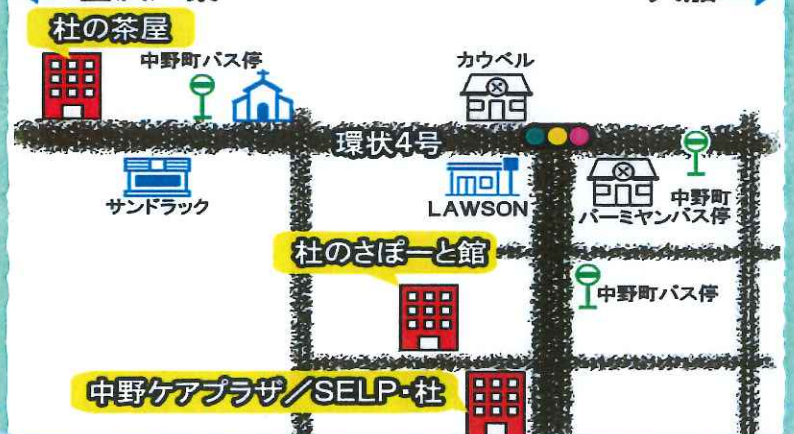 杜の茶屋
中野町バス停
カウベル
環状4号
サンドラック
LAWSON
中野町
バーミヤンバス停
杜のさぽーと館
中野町バス停
中野ケアプラザ/SELP・杜